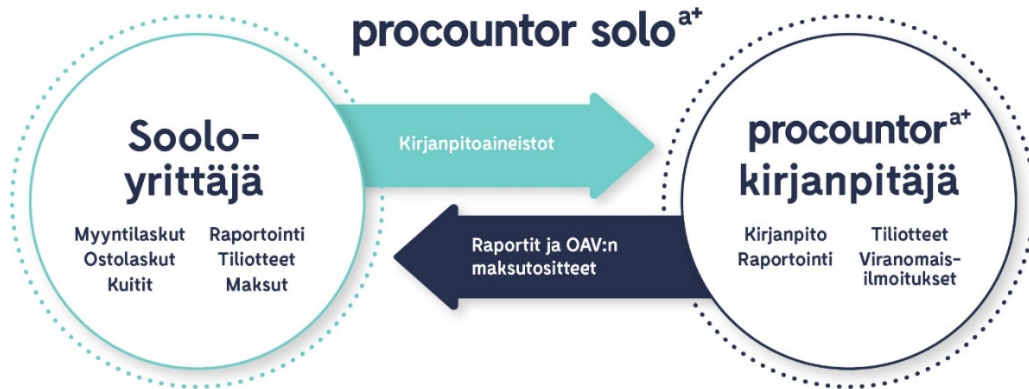 procountor solo a+
Soolo-
yrittäjä
Myyntilaskut Raportointi
Ostolaskut Tiliotteet
Kuitit Maksut
Kirjanpitoaineistot
Raportit ja OAV:n
maksutositteet
procountor a+
kirjanpitäjä
Kirjanpito Tiliotteet
Raportointi Viranomais-
ilmoitukset